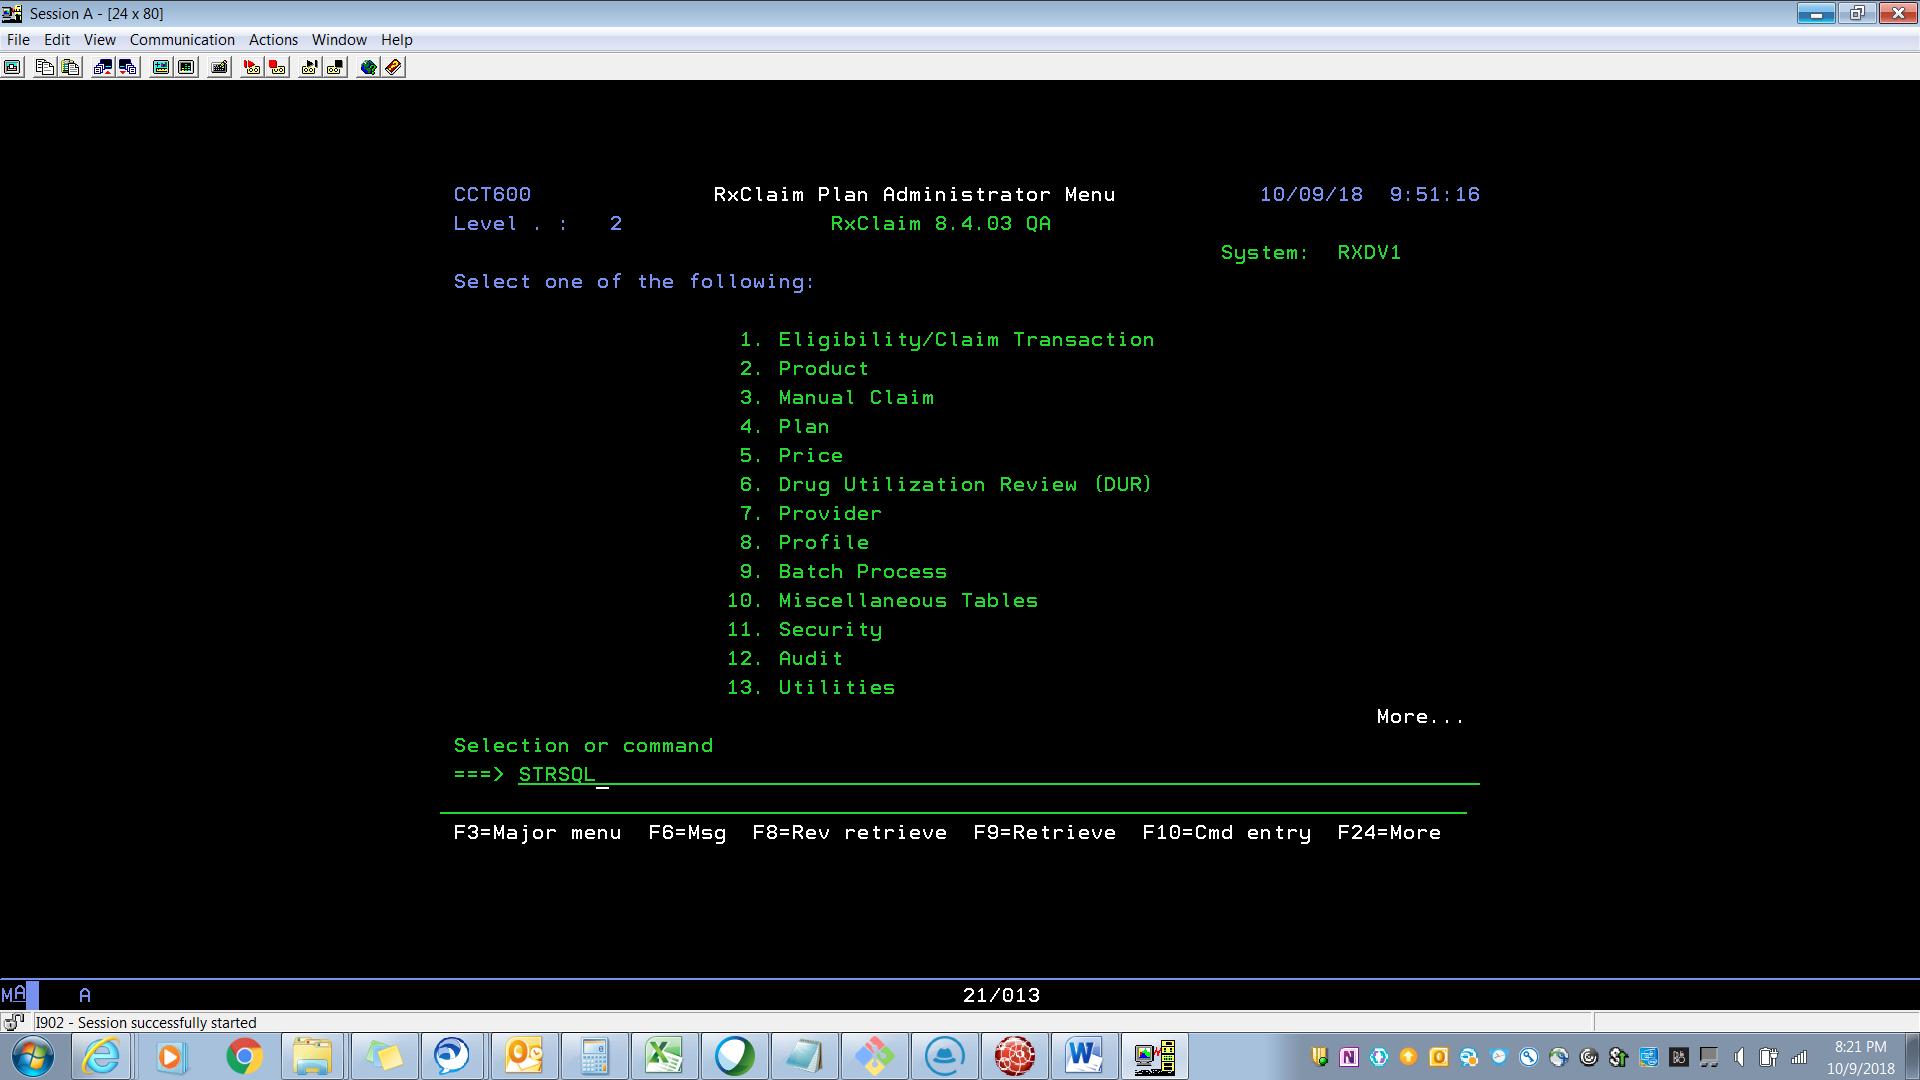 Session A - [24 x 80]
File Edit View Communication Actions Window Help
CCT600 RxClaim Plan Administrator Menu 10/09/18 9:51:16
Level . : 2 RxClaim 8.4.03 QA
System: RXDV1
Select one of the following:
1. Eligibility/Claim Transaction
2. Product
3. Manual Claim
4. Plan
5. Price
6. Drug Utilization Review (DUR)
7. Provider
8. Profile
9. Batch Process
10. Miscellaneous Tables
11. Security
12. Audit
13. Utilities
More...
Selection or command
===> STRSQL_
F3=Major menu F6=Msg F8=Rev retrieve F9=Retrieve F10=Cmd entry F24=More
MA A 21/013
I902 - Session successfully started
8:21 PM
10/9/2018